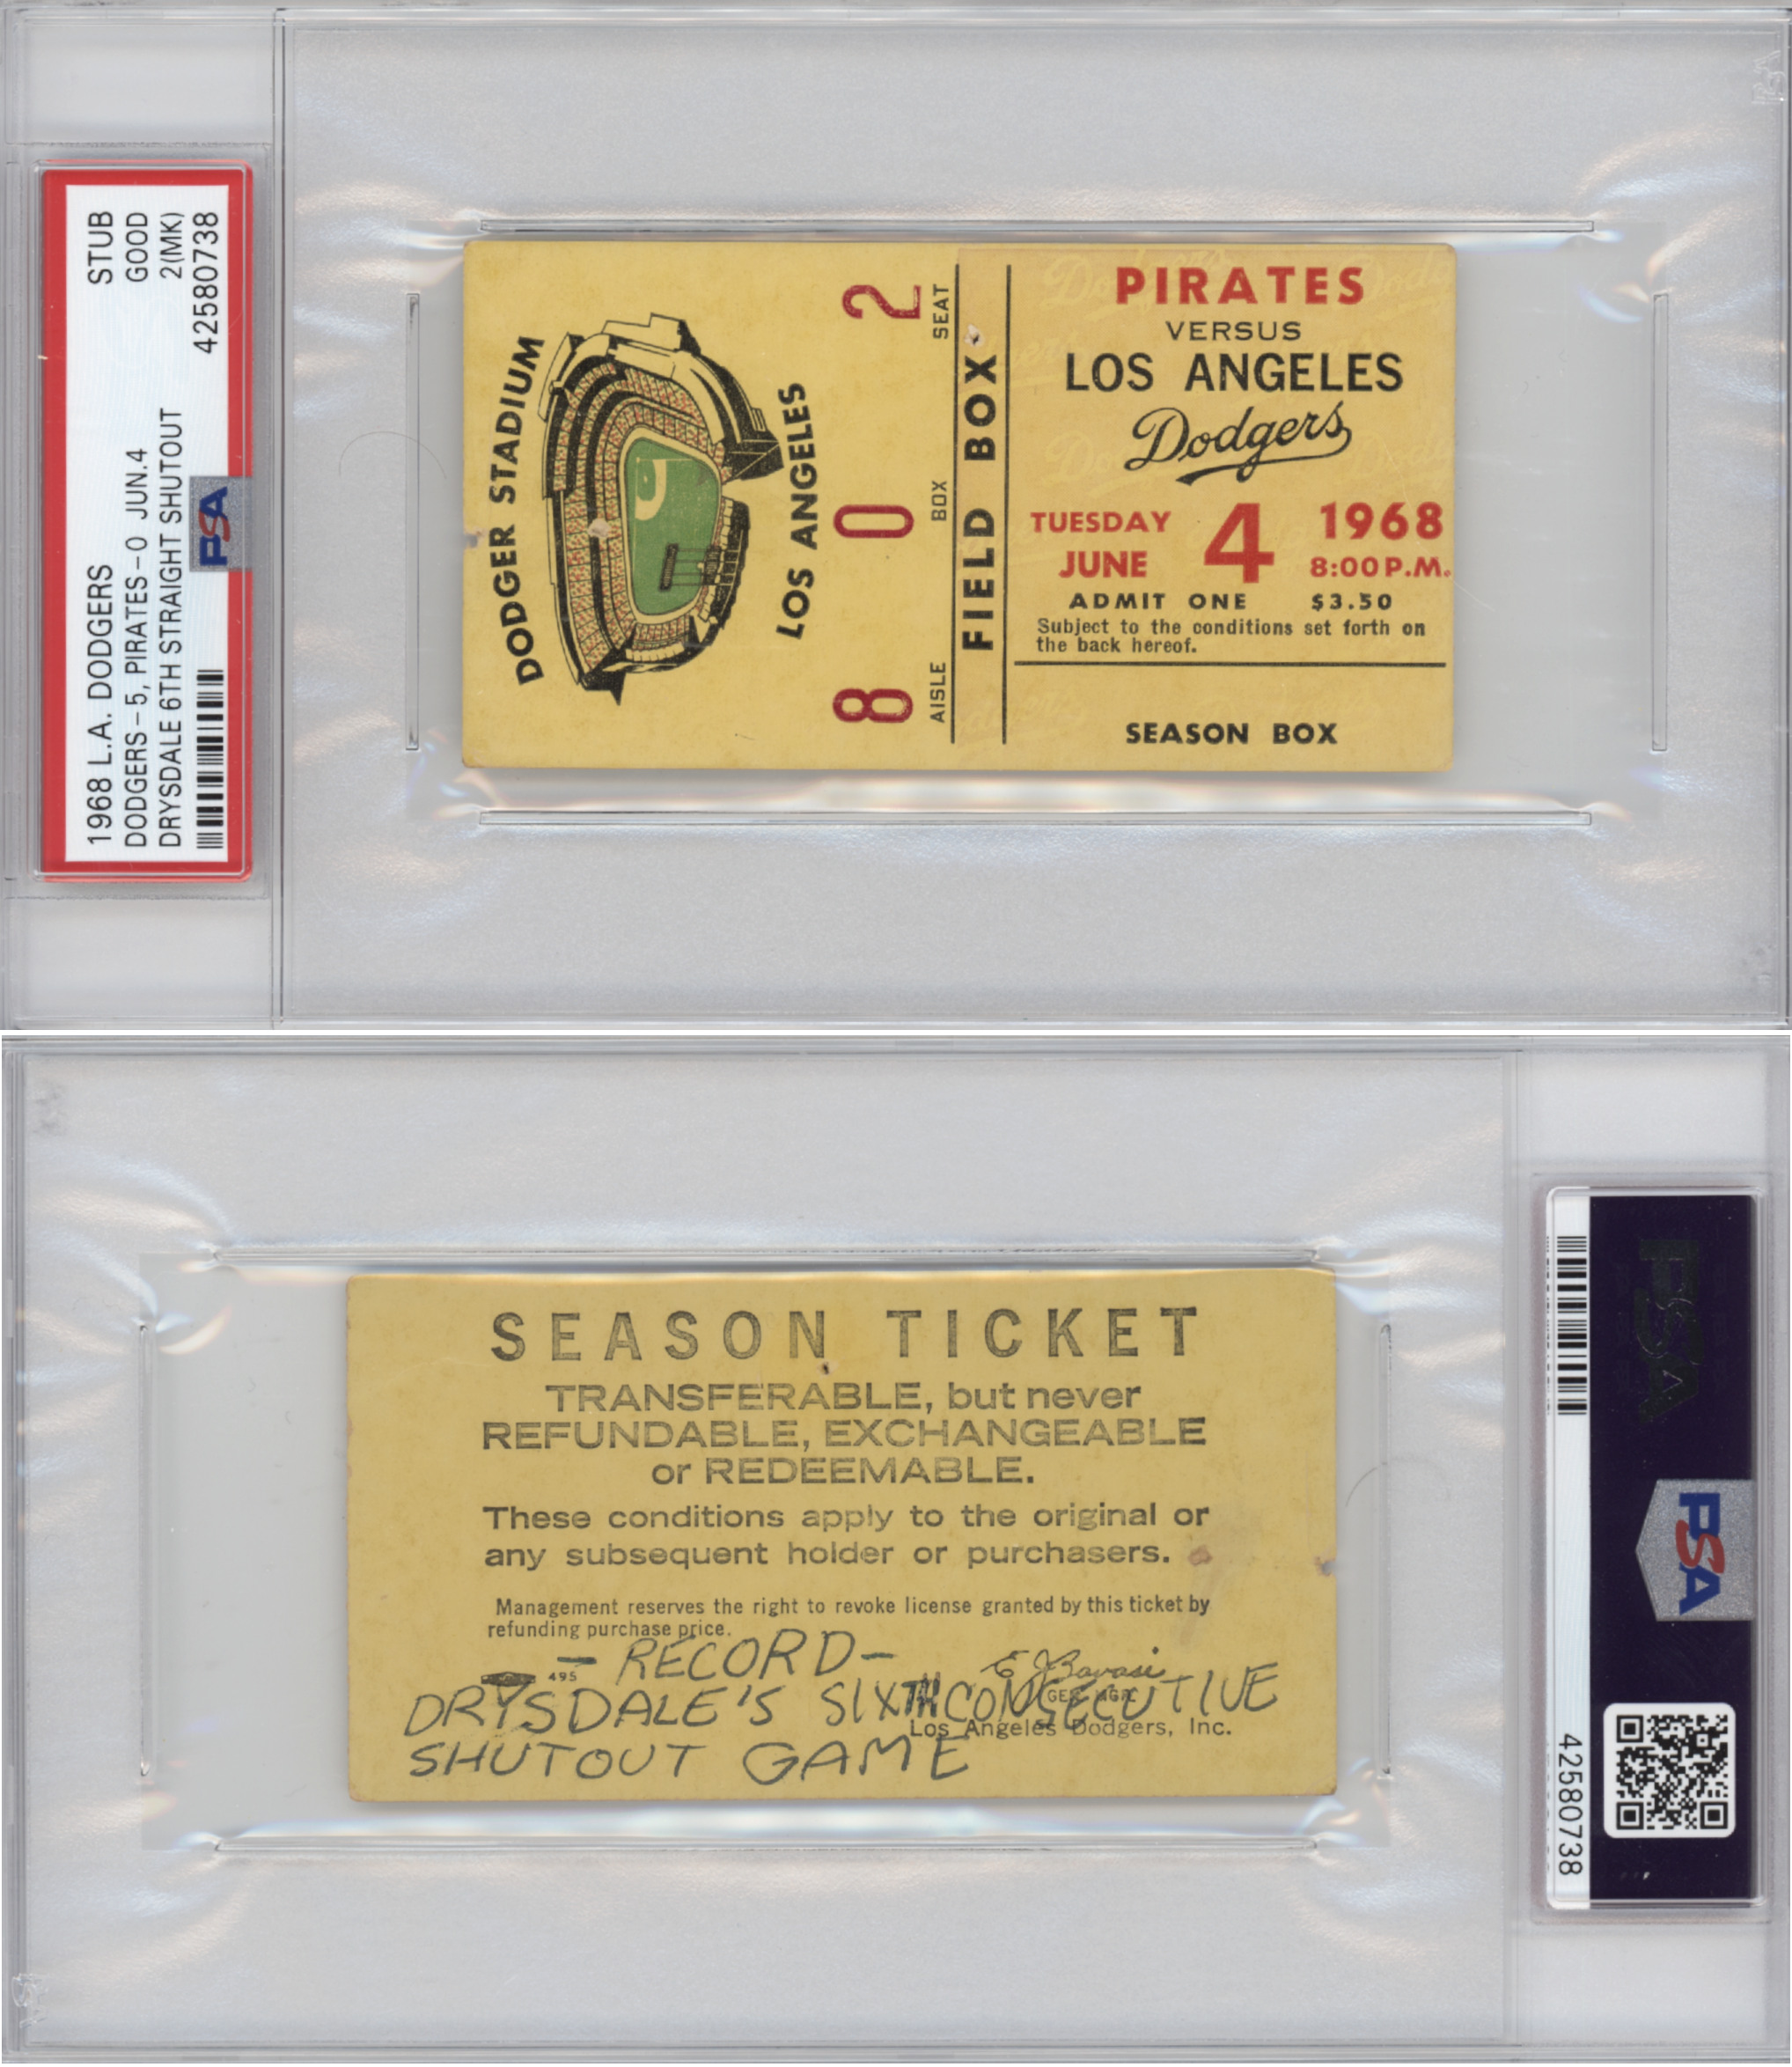 1968 L.A. DODGERS STUB
DODGERS-5, PIRATES-0 JUN.4 GOOD
DRYSDALE 6TH STRAIGHT SHUTOUT 2(MK)
42580738
PSA
DODGER STADIUM
LOS ANGELES
8 0 2
AISLE BOX SEAT
FIELD BOX
PIRATES
VERSUS
LOS ANGELES
Dodgers
TUESDAY 4 1968
JUNE 8:00 P.M.
ADMIT ONE $3.50
Subject to the conditions set forth on
the back hereof.
SEASON BOX
SEASON TICKET
TRANSFERABLE, but never
REFUNDABLE, EXCHANGEABLE
or REDEEMABLE.
These conditions apply to the original or
any subsequent holder or purchasers.
Management reserves the right to revoke license granted by this ticket by
refunding purchase price.
495
E J Bavasi
GEN. MGR.
Los Angeles Dodgers, Inc.
- RECORD-
DRYSDALE'S SIXTH CONSECUTIVE
SHUTOUT GAME
PSA
PSA
42580738